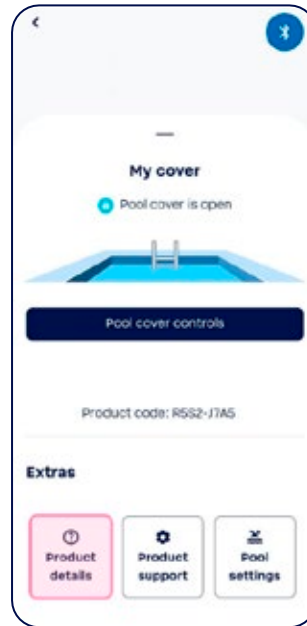 My cover
Pool cover is open
Pool cover controls
Product code: R5S2-J7A5
Extras
Product details
Product support
Pool settings